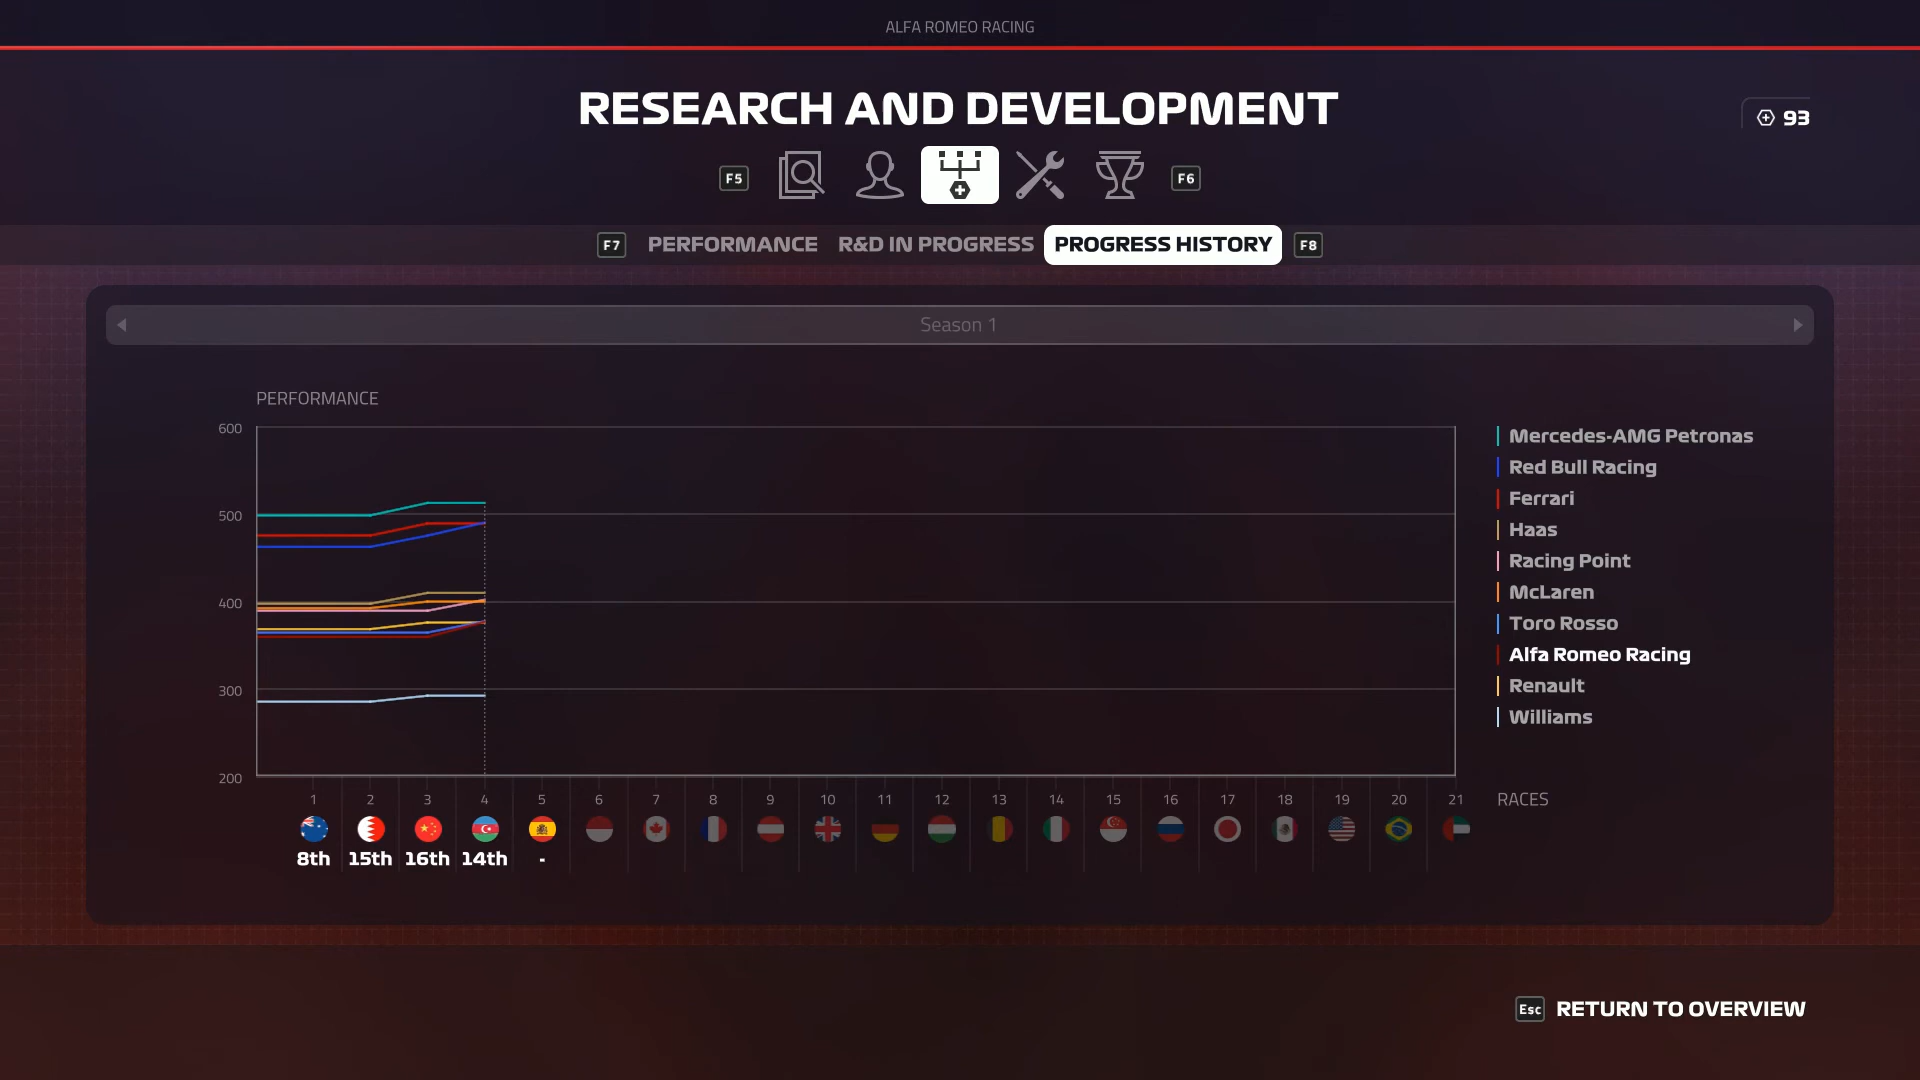 ALFA ROMEO RACING
RESEARCH AND DEVELOPMENT
93
F5 F6
F7 PERFORMANCE R&D IN PROGRESS PROGRESS HISTORY F8
Season 1
PERFORMANCE
600
500
400
300
200
Mercedes-AMG Petronas
Red Bull Racing
Ferrari
Haas
Racing Point
McLaren
Toro Rosso
Alfa Romeo Racing
Renault
Williams
1 2 3 4 5 6 7 8 9 10 11 12 13 14 15 16 17 18 19 20 21 RACES
8th 15th 16th 14th -
Esc RETURN TO OVERVIEW